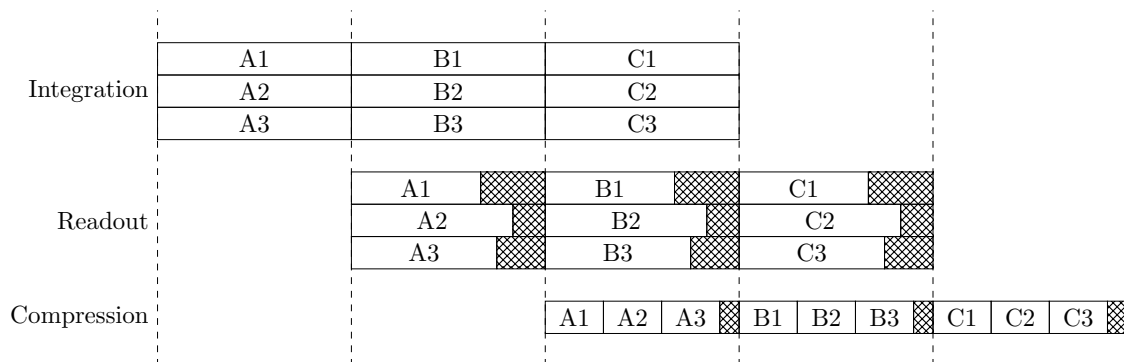 A1 B1 C1
Integration A2 B2 C2
A3 B3 C3
A1 B1 C1
Readout A2 B2 C2
A3 B3 C3
Compression A1 A2 A3 B1 B2 B3 C1 C2 C3